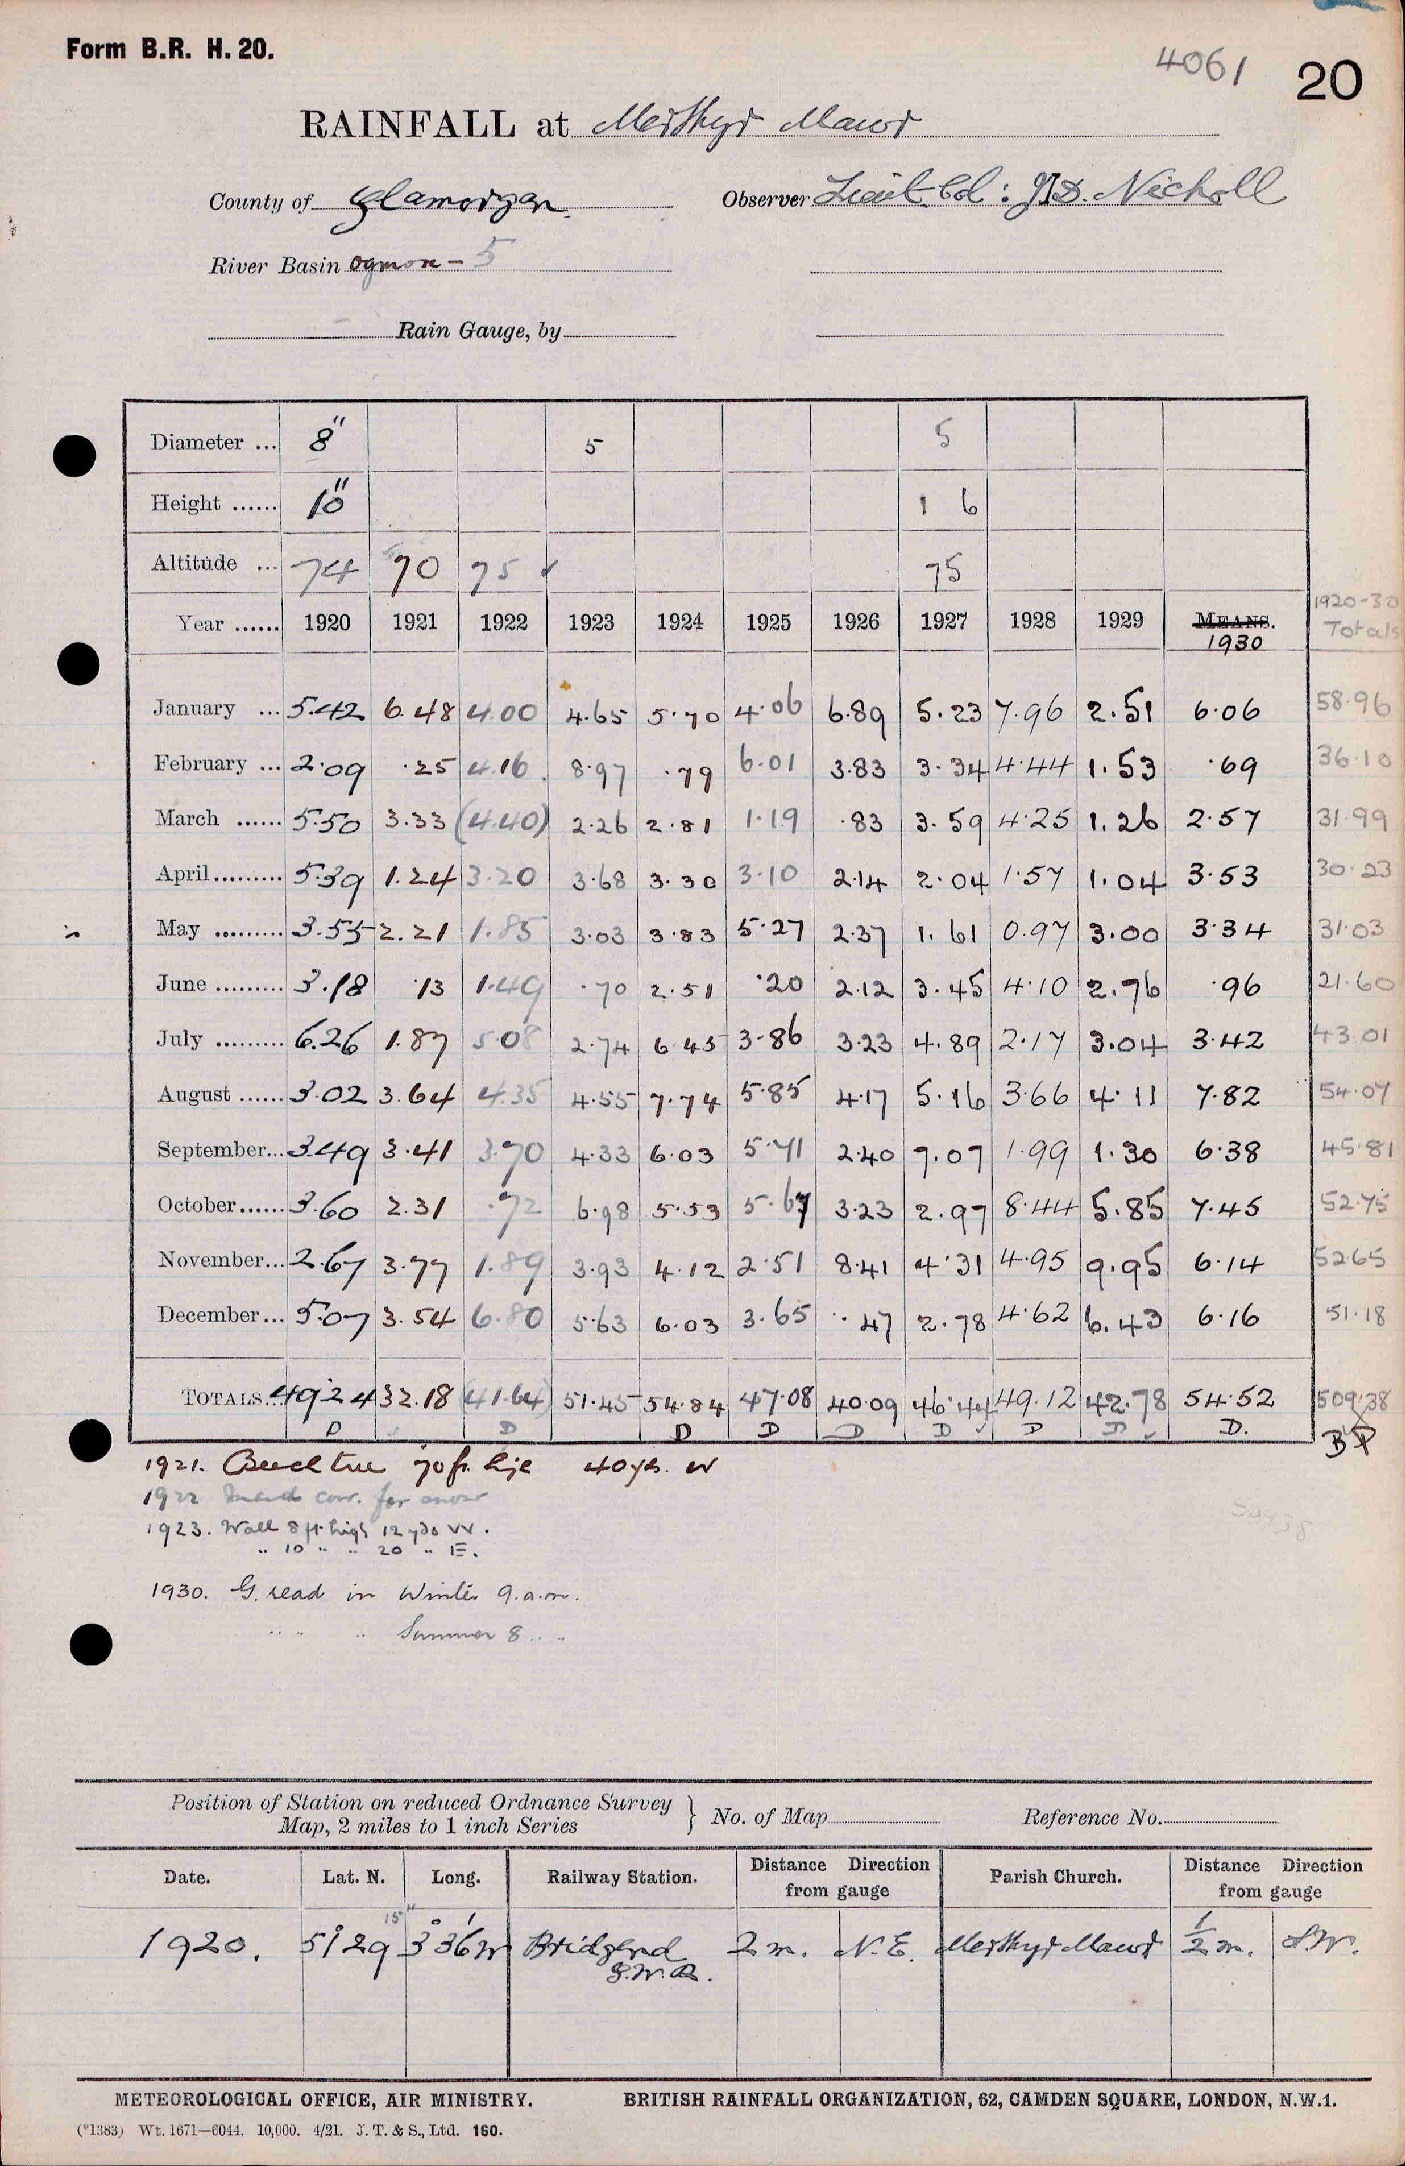 Form B.R. H. 20.
4061 20
RAINFALL at Merthyr Mawr
County of Glamorgan. Observer Lieut. Col: J.I.D. Nicholl
River Basin Ogmore - 5
Rain Gauge, by
Diameter ... 8" 5 5
Height ...... 10" 1 6
Altitude ... 74 70 75 75
1920-30
Year ...... 1920 1921 1922 1923 1924 1925 1926 1927 1928 1929 MEANS. Totals
1930
January ... 5.42 6.48 4.00 4.65 5.70 4.06 6.89 5.23 7.96 2.51 6.06 58.96
February ... 2.09 .25 4.16 8.97 .79 6.01 3.83 3.34 4.44 1.53 .69 36.10
March ...... 5.50 3.33 (4.40) 2.26 2.81 1.19 .83 3.59 4.25 1.26 2.57 31.99
April ......... 5.39 1.24 3.20 3.68 3.30 3.10 2.14 2.04 1.57 1.04 3.53 30.23
May ......... 3.55 2.21 1.85 3.03 3.83 5.27 2.37 1.61 0.97 3.00 3.34 31.03
June ......... 3.18 .13 1.49 .70 2.51 .20 2.12 3.45 4.10 2.76 .96 21.60
July ......... 6.26 1.87 5.08 2.74 6.45 3.86 3.23 4.89 2.17 3.04 3.42 43.01
August ...... 3.02 3.64 4.35 4.55 7.74 5.85 4.17 5.16 3.66 4.11 7.82 54.07
September... 3.49 3.41 3.70 4.33 6.03 5.71 2.40 7.07 1.99 1.30 6.38 45.81
October...... 3.60 2.31 .72 6.98 5.53 5.67 3.23 2.97 8.44 5.85 7.45 52.75
November... 2.67 3.77 1.89 3.93 4.12 2.51 8.41 4.31 4.95 9.95 6.14 52.65
December... 5.07 3.54 6.80 5.63 6.03 3.65 .47 2.78 4.62 6.43 6.16 51.18
TOTALS... 49.24 32.18 (41.64) 51.45 54.84 47.08 40.09 46.44 49.12 42.78 54.52 509.38
D D D D D D D D D.
1921. Beech tree 70 ft. high 40 yds. W
1922 March corr. for snow
1923. Wall 8 ft. high 12 yds W.
" 10 " " 20 " E.
1930. G. read in Winter 9.a.m.
" " " Summer 8 " "
Position of Station on reduced Ordnance Survey
Map, 2 miles to 1 inch Series } No. of Map Reference No.
Date. Lat. N. Long. Railway Station. Distance Direction from gauge Parish Church. Distance Direction from gauge
1920. 51°29 15" 3°36' W Bridgend G.W.R. 2 m. N.E. Merthyr Mawr ½ m. S.W.
METEOROLOGICAL OFFICE, AIR MINISTRY. BRITISH RAINFALL ORGANIZATION, 62, CAMDEN SQUARE, LONDON, N.W.1.
(*1383) Wt. 1671—6044. 10,000. 4/21. J. T. & S., Ltd. 160.